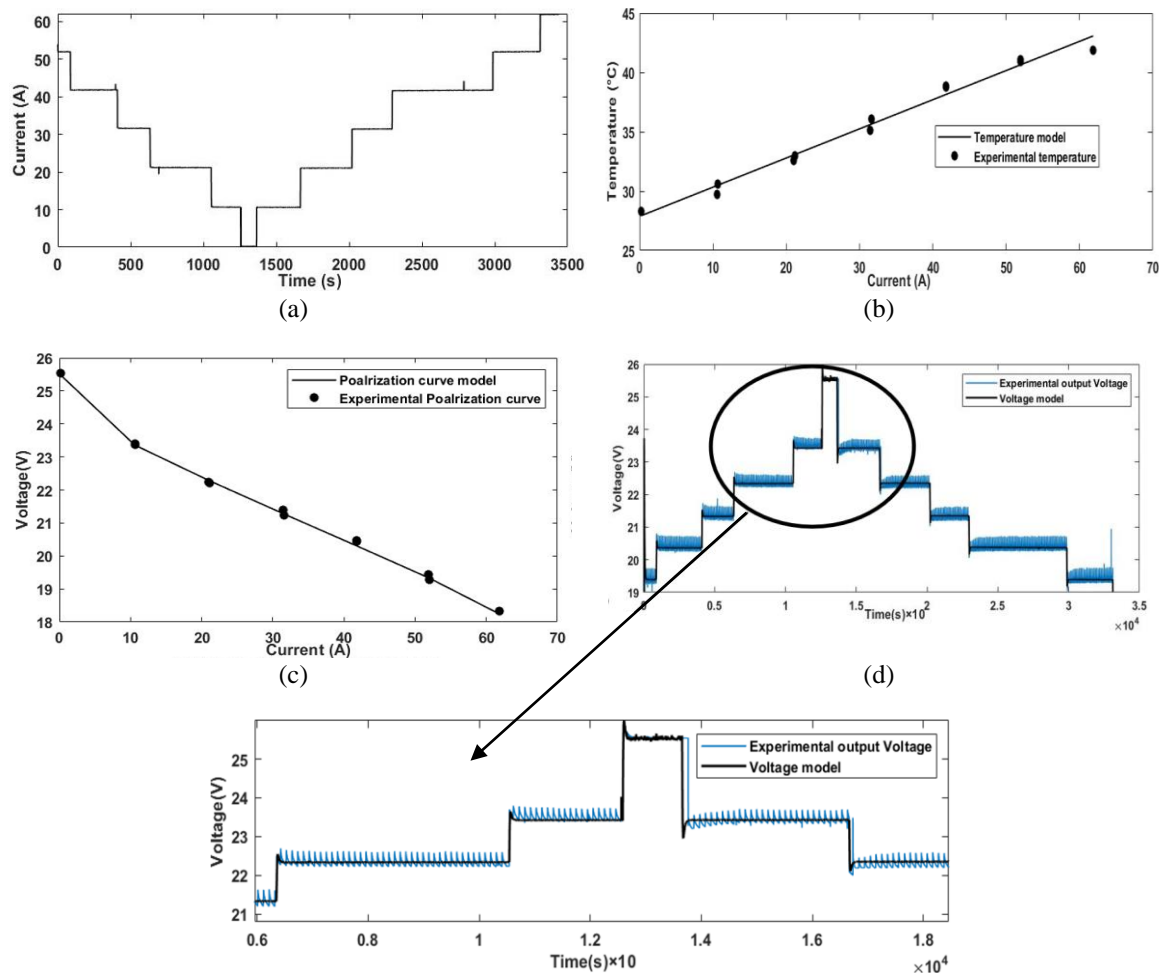 60
50
40
30
20
10
0
Current (A)
0 500 1000 1500 2000 2500 3000 3500
Time (s)
(a)
45
40
35
30
25
Temperature (°C)
Temperature model
Experimental temperature
0 10 20 30 40 50 60 70
Current (A)
(b)
26
25
24
23
22
21
20
19
18
Voltage(V)
Poalrization curve model
Experimental Poalrization curve
0 10 20 30 40 50 60 70
Current (A)
(c)
26
25
24
23
22
21
20
19
Voltage(V)
Experimental output Voltage
Voltage model
0 0.5 1 1.5 2 2.5 3 3.5
Time(s)×10
×10⁴
(d)
25
24
23
22
21
Voltage(V)
Experimental output Voltage
Voltage model
0.6 0.8 1 1.2 1.4 1.6 1.8
Time(s)×10
×10⁴